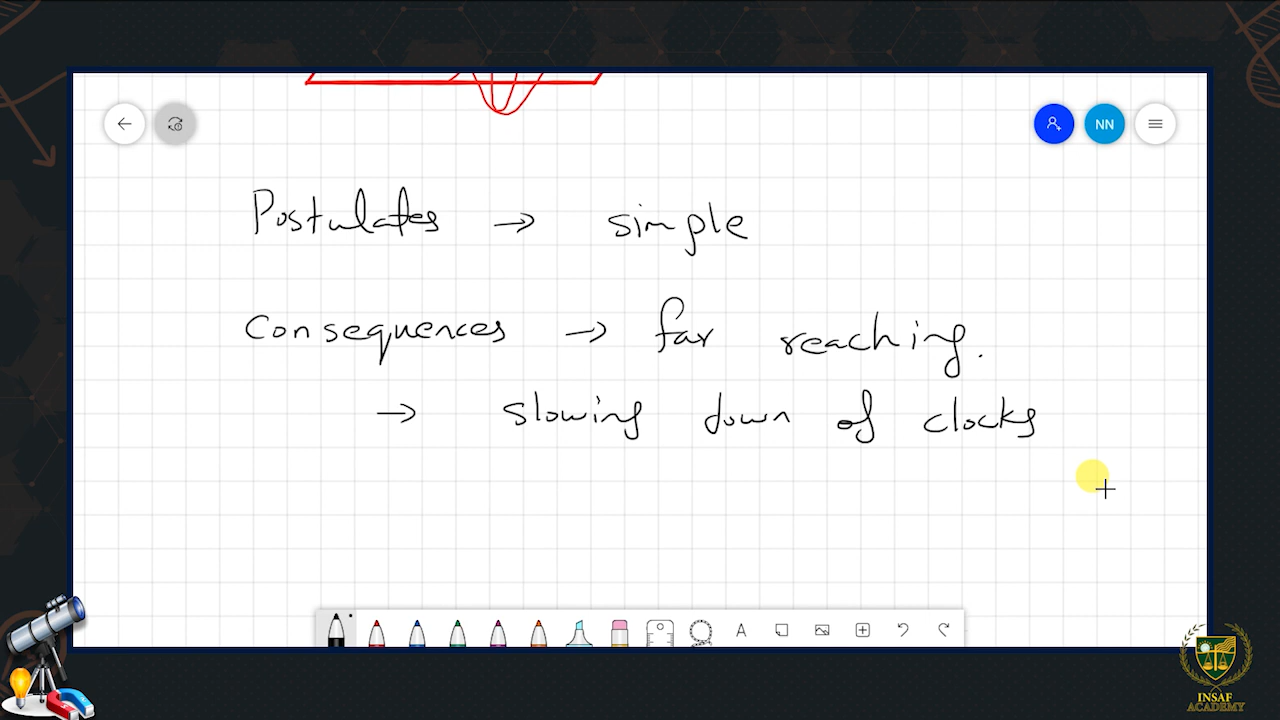 NN
Postulates → simple
Consequences → far reaching.
→ slowing down of clocks
A
INSAF
ACADEMY